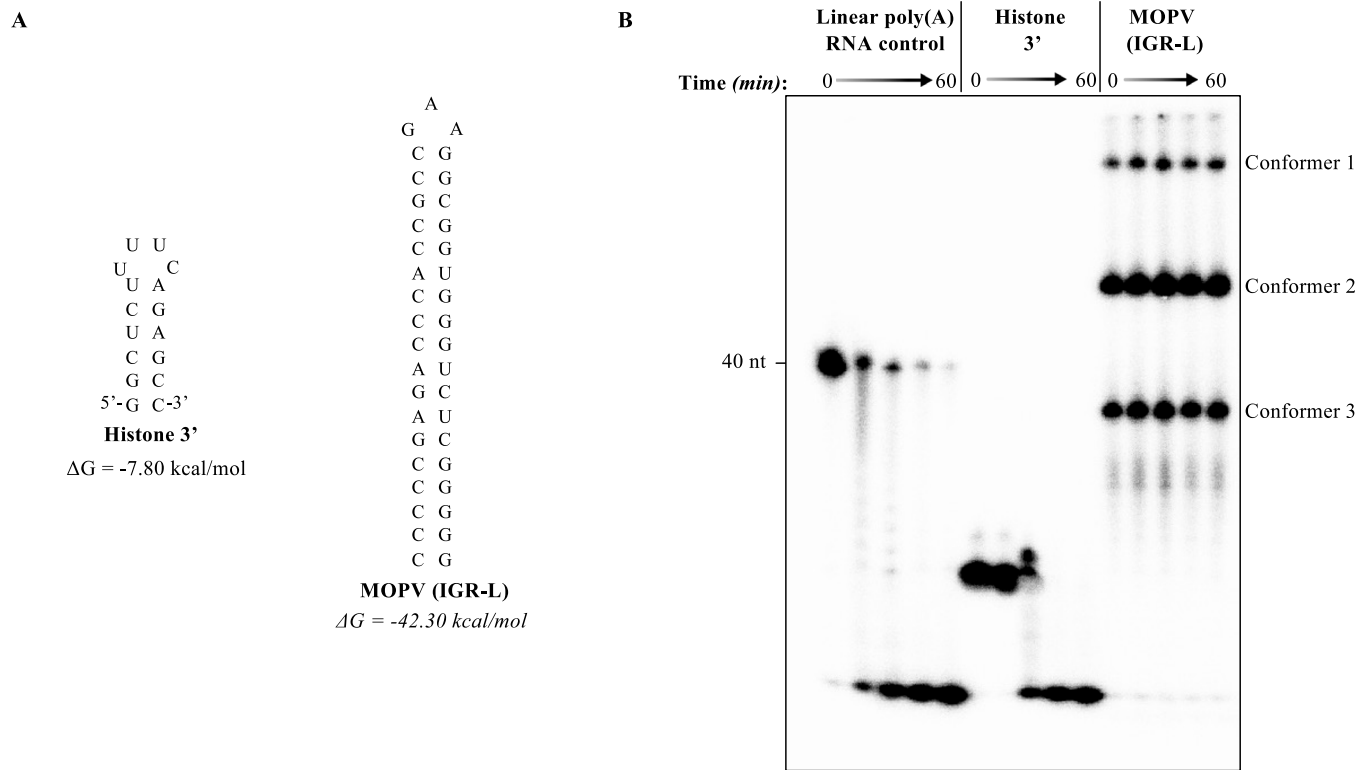 A
U U
U C
U A
C G
U A
C G
G C
5'-G C-3'
Histone 3'
ΔG = -7.80 kcal/mol
A
G A
C G
C G
G C
C G
C G
A U
C G
C G
C G
A U
G C
A U
G C
C G
C G
C G
C G
C G
MOPV (IGR-L)
ΔG = -42.30 kcal/mol
B
Linear poly(A)
RNA control
Histone
3'
MOPV
(IGR-L)
Time (min): 0 60 0 60 0 60
Conformer 1
Conformer 2
40 nt
Conformer 3